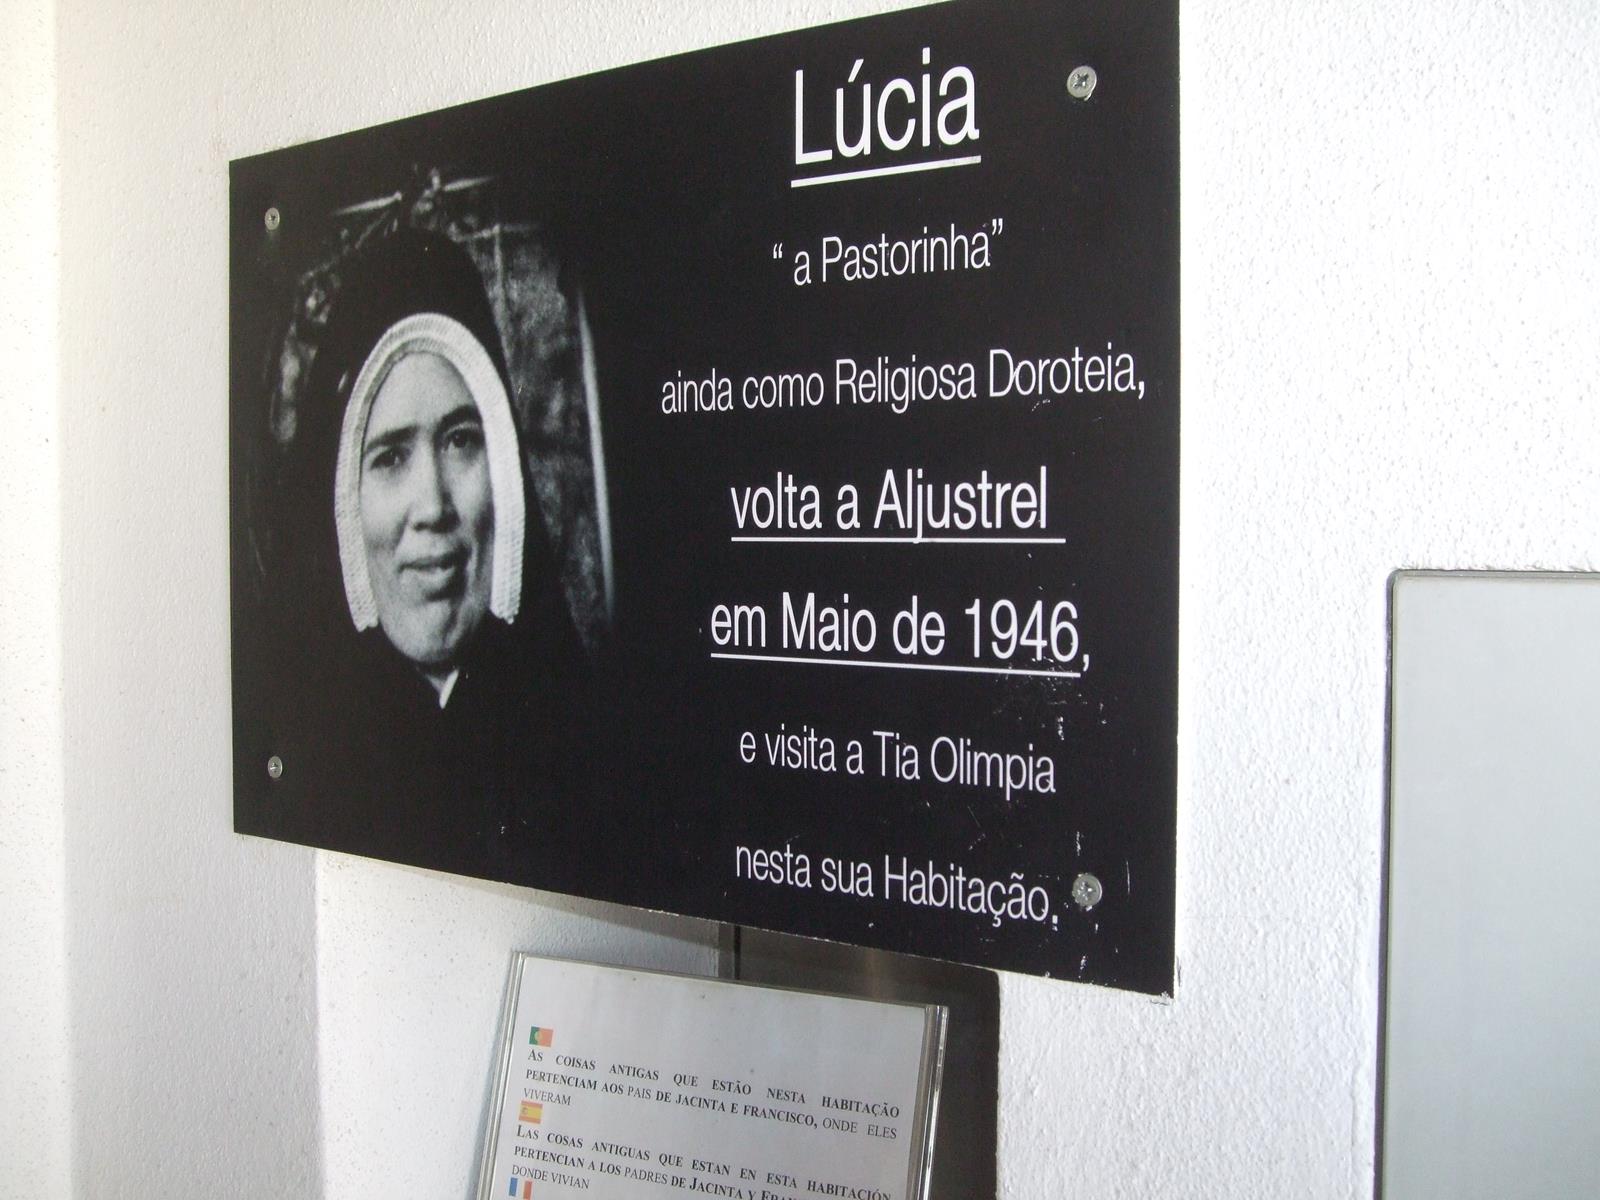 Lúcia
“ a Pastorinha”
ainda como Religiosa Doroteia,
volta a Aljustrel
em Maio de 1946,
e visita a Tia Olimpia
nesta sua Habitação.
AS COISAS ANTIGAS QUE ESTÃO NESTA HABITAÇÃO
PERTENCIAM AOS PAIS DE JACINTA E FRANCISCO, ONDE ELES
VIVERAM
LAS COSAS ANTIGUAS QUE ESTAN EN ESTA HABITACIÓN
PERTENCIAN A LOS PADRES DE JACINTA Y
DONDE VIVIAN